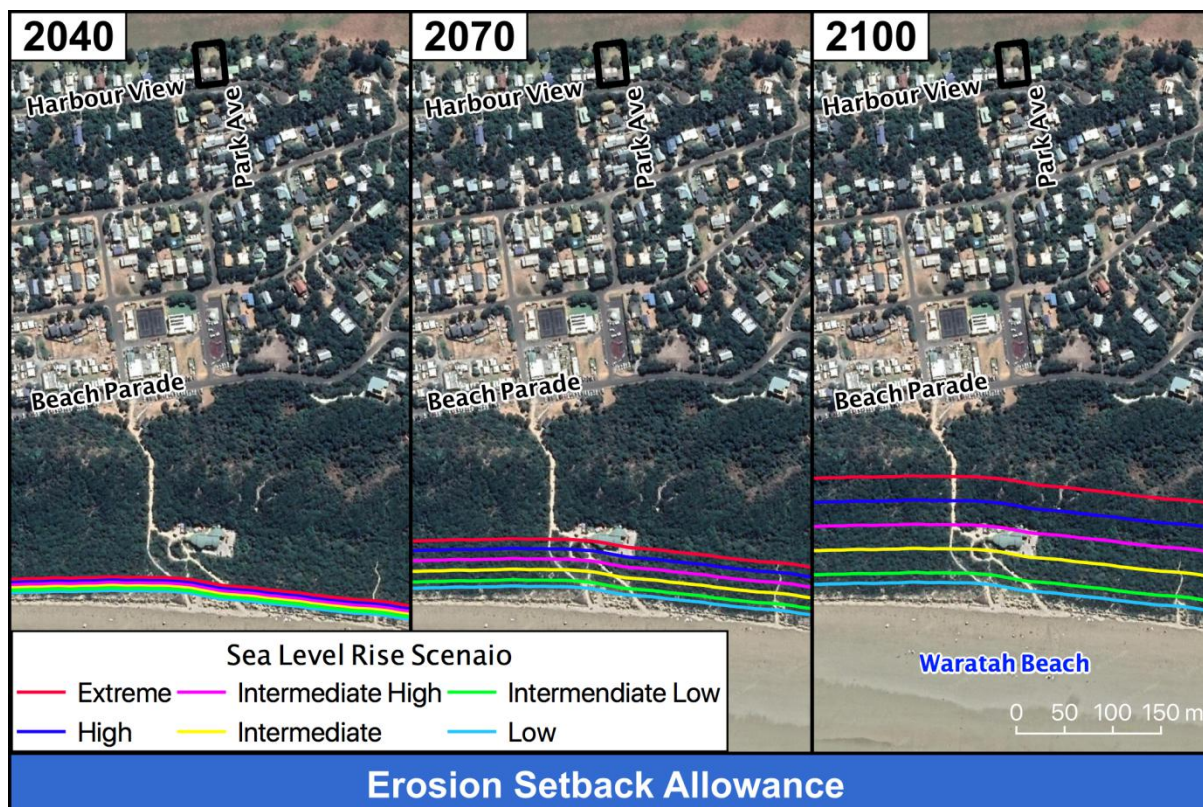 2040
2070
2100
Harbour View
Park Ave
Harbour View
Park Ave
Harbour View
Park Ave
Beach Parade
Beach Parade
Beach Parade
Sea Level Rise Scenaio
Extreme
Intermediate High
Intermendiate Low
High
Intermediate
Low
Waratah Beach
0 50 100 150 m
Erosion Setback Allowance